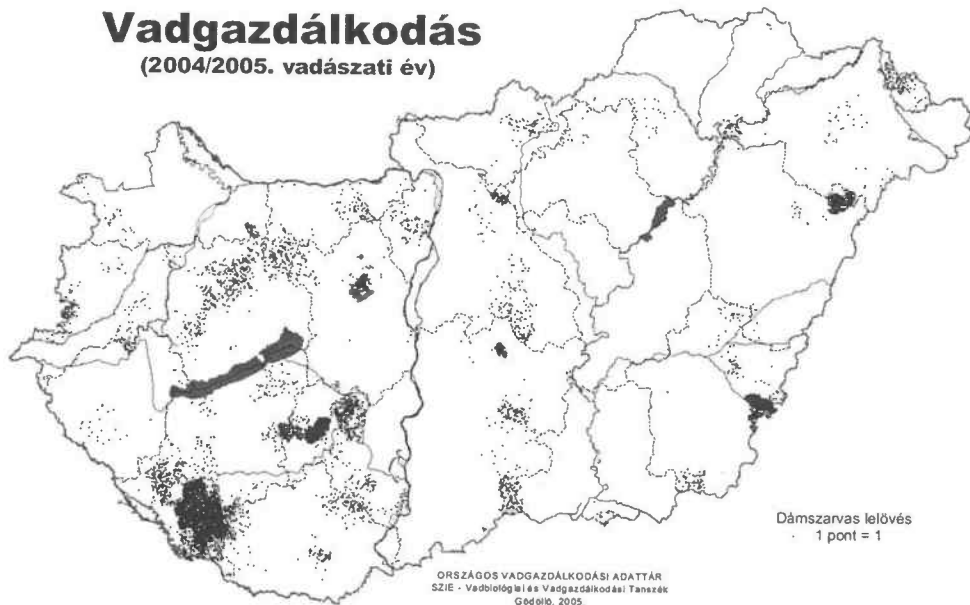 Vadgazdálkodás
(2004/2005. vadászati év)
Dámszarvas lelövés
1 pont = 1
ORSZÁGOS VADGAZDÁLKODÁSI ADATTÁR
SZIE - Vadbiológiai és Vadgazdálkodási Tanszék
Gödöllő, 2005.